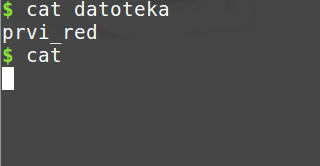 $ cat datoteka
prvi_red
$ cat